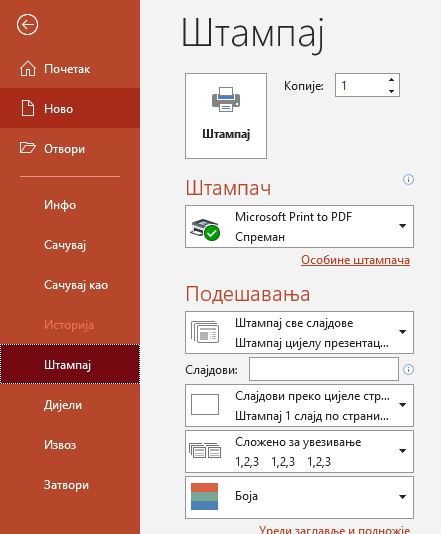 Штампај
Почетак
Ново
Отвори
Инфо
Сачувај
Сачувај као
Историја
Штампај
Дијели
Извоз
Затвори
Штампај
Копије: 1
Штампач
Microsoft Print to PDF
Спреман
Особине штампача
Подешавања
Штампај све слајдове
Штампај цијелу презентац...
Слајдови:
Слајдови преко цијеле стр...
Штампај 1 слајд по страни...
Сложено за увезивање
1,2,3 1,2,3 1,2,3
Боја
Уреди заглавље и подножје